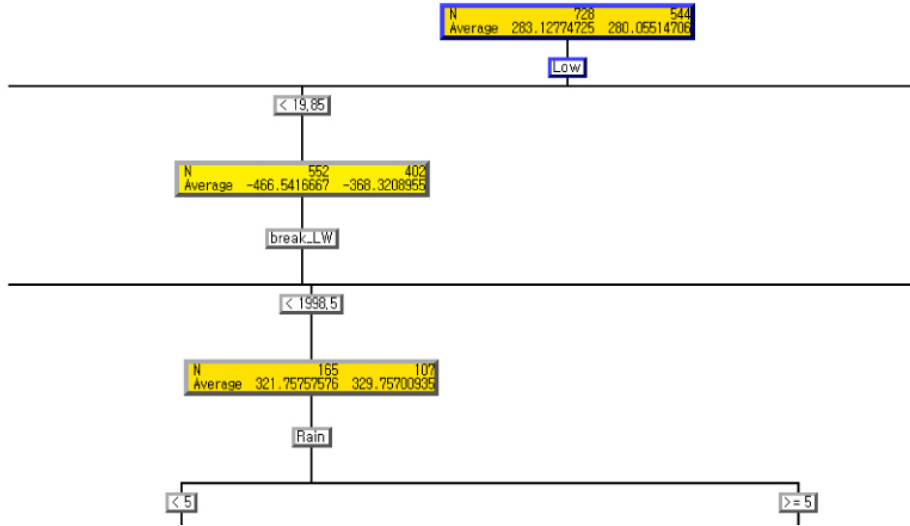 N 728 544
Average 283.12774725 280.05514706
Low
< 19,85
N 552 402
Average -466.5416667 -368.3208955
break_LW
< 1998,5
N 165 107
Average 321.75757576 329.75700935
Rain
< 5 >= 5